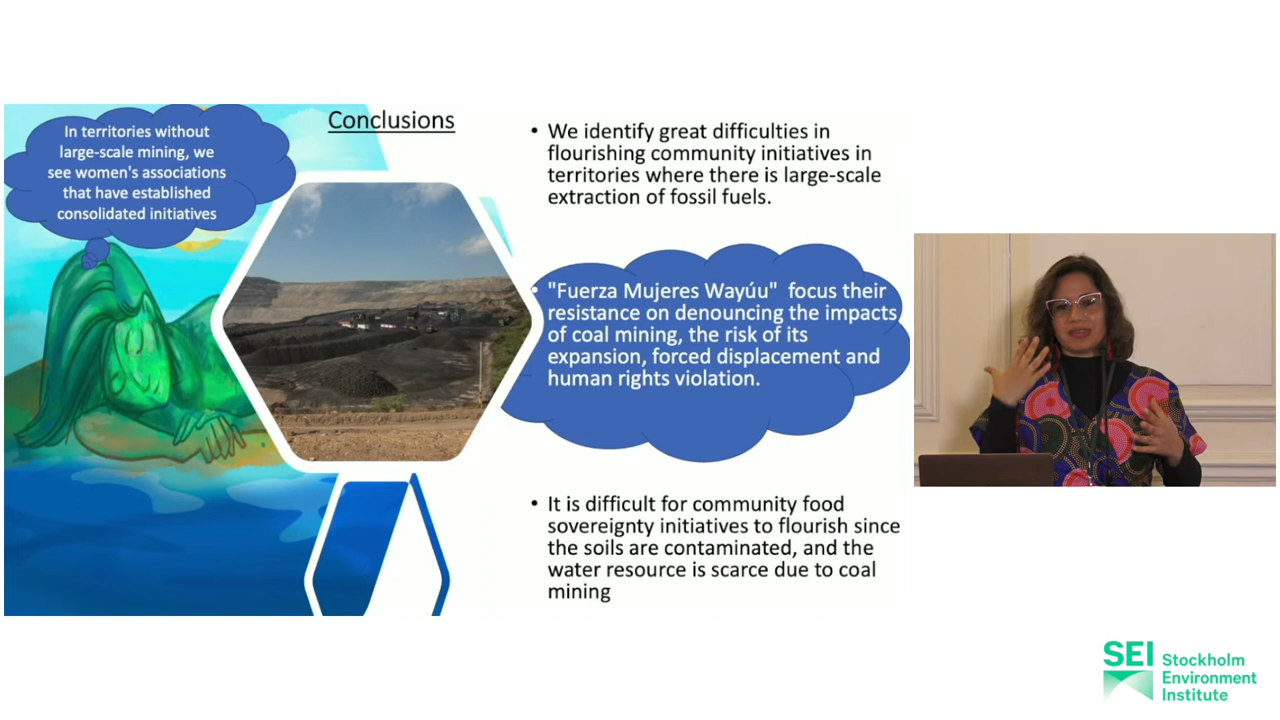 In territories without
large-scale mining, we
see women's associations
that have established
consolidated initiatives
Conclusions
• We identify great difficulties in
flourishing community initiatives in
territories where there is large-scale
extraction of fossil fuels.
• "Fuerza Mujeres Wayúu" focus their
resistance on denouncing the impacts
of coal mining, the risk of its
expansion, forced displacement and
human rights violation.
• It is difficult for community food
sovereignty initiatives to flourish since
the soils are contaminated, and the
water resource is scarce due to coal
mining
SEI Stockholm
Environment
Institute